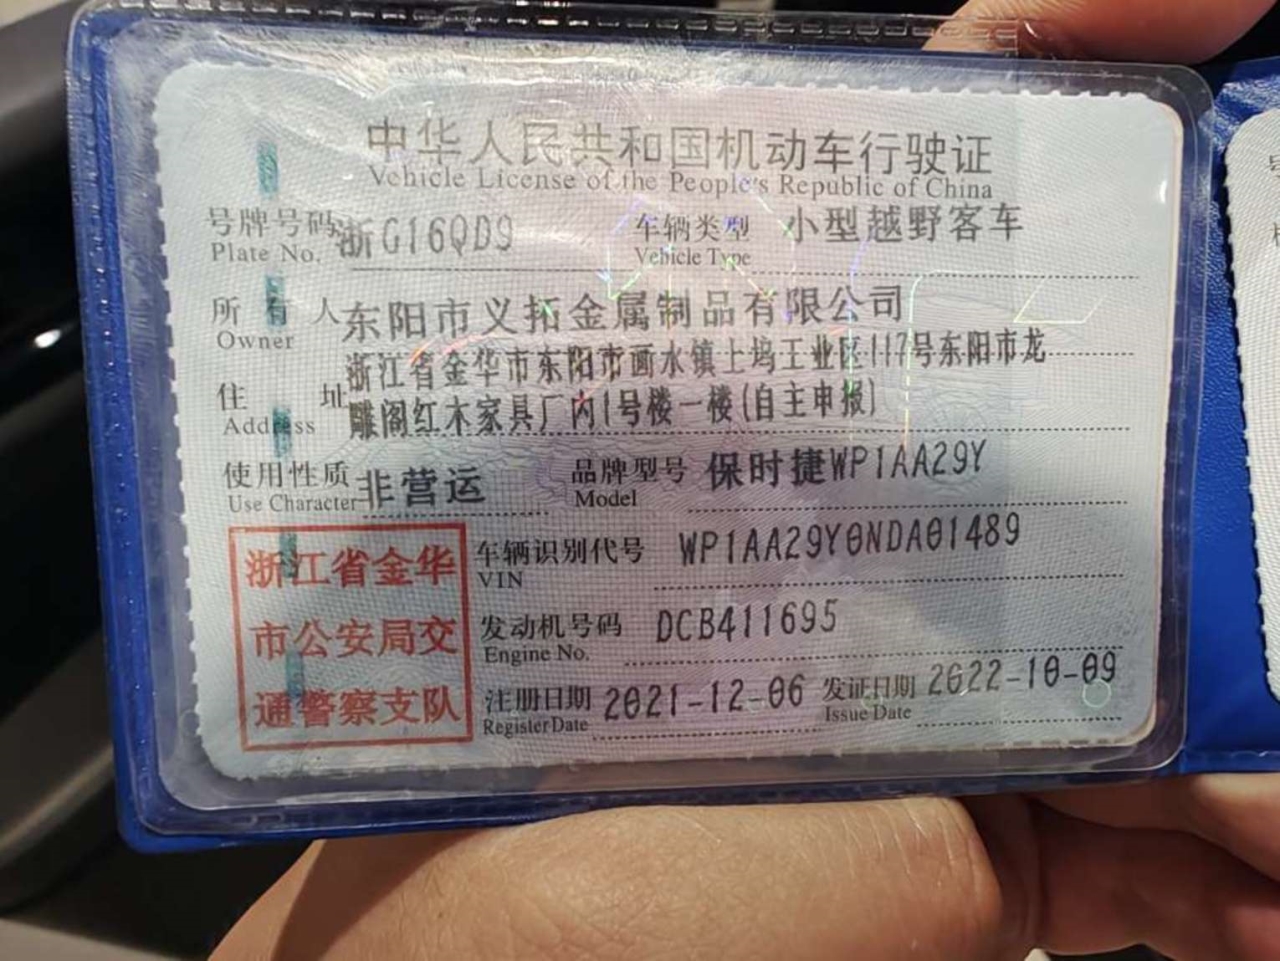 中华人民共和国机动车行驶证
Vehicle License of the People's Republic of China
号牌号码 浙G16QD9 车辆类型 小型越野客车
Plate No. Vehicle Type
所有人 东阳市义拓金属制品有限公司
Owner
住址 浙江省金华市东阳市画水镇上坞工业区117号东阳市龙
Address 雕阁红木家具厂内1号楼一楼(自主申报)
使用性质 非营运 品牌型号 保时捷WP1AA29Y
Use Character Model
浙江省金华
市公安局交
通警察支队
车辆识别代号 WP1AA29Y0NDA01489
VIN
发动机号码 DCB411695
Engine No.
注册日期 2021-12-06 发证日期 2022-10-09
Register Date Issue Date